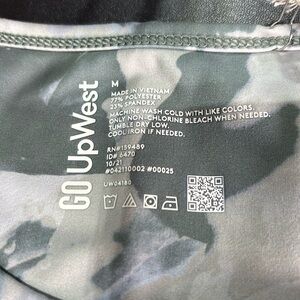 GO UpWest
M
MADE IN VIETNAM
77% POLYESTER
23% SPANDEX
MACHINE WASH COLD WITH LIKE COLORS.
ONLY NON-CHLORINE BLEACH WHEN NEEDED.
TUMBLE DRY LOW.
COOL IRON IF NEEDED.
RN#159489
ID# 6470
10/21
#042110002 #00025
UW04180